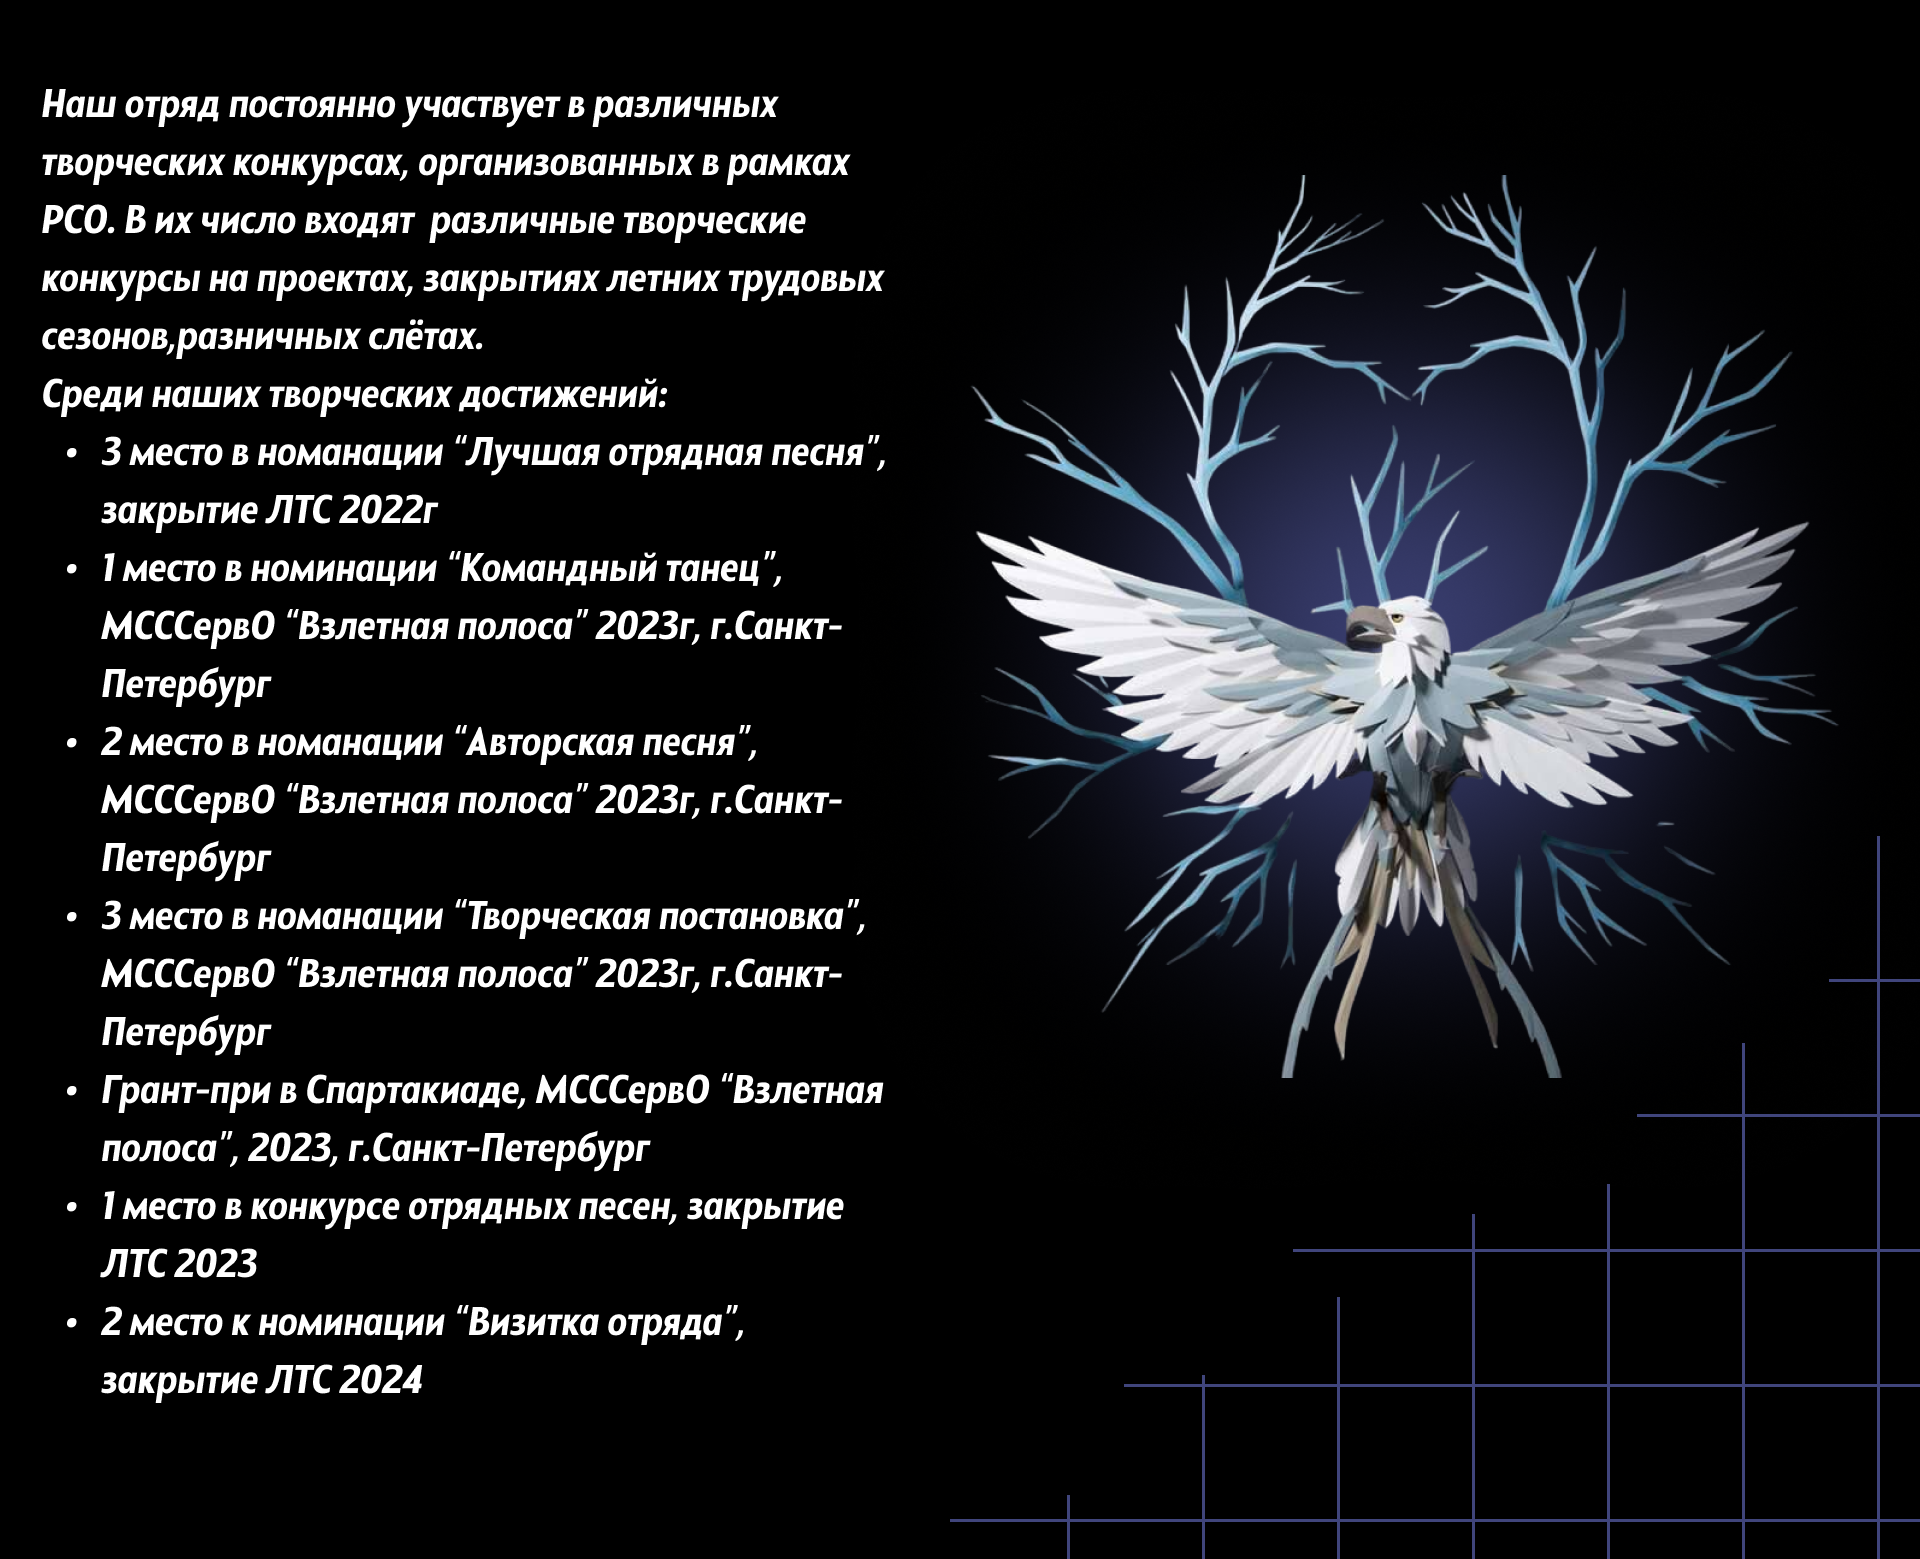 Наш отряд постоянно участвует в различных
творческих конкурсах, организованных в рамках
РСО. В их число входят  различные творческие
конкурсы на проектах, закрытиях летних трудовых
сезонов,разничных слётах.
Среди наших творческих достижений:
• 3 место в номанации “Лучшая отрядная песня”,
закрытие ЛТС 2022г
• 1 место в номинации “Командный танец”,
МСССервО “Взлетная полоса” 2023г, г.Санкт-
Петербург
• 2 место в номанации “Авторская песня”,
МСССервО “Взлетная полоса” 2023г, г.Санкт-
Петербург
• 3 место в номанации “Творческая постановка”,
МСССервО “Взлетная полоса” 2023г, г.Санкт-
Петербург
• Грант-при в Спартакиаде, МСССервО “Взлетная
полоса”, 2023, г.Санкт-Петербург
• 1 место в конкурсе отрядных песен, закрытие
ЛТС 2023
• 2 место к номинации “Визитка отряда”,
закрытие ЛТС 2024